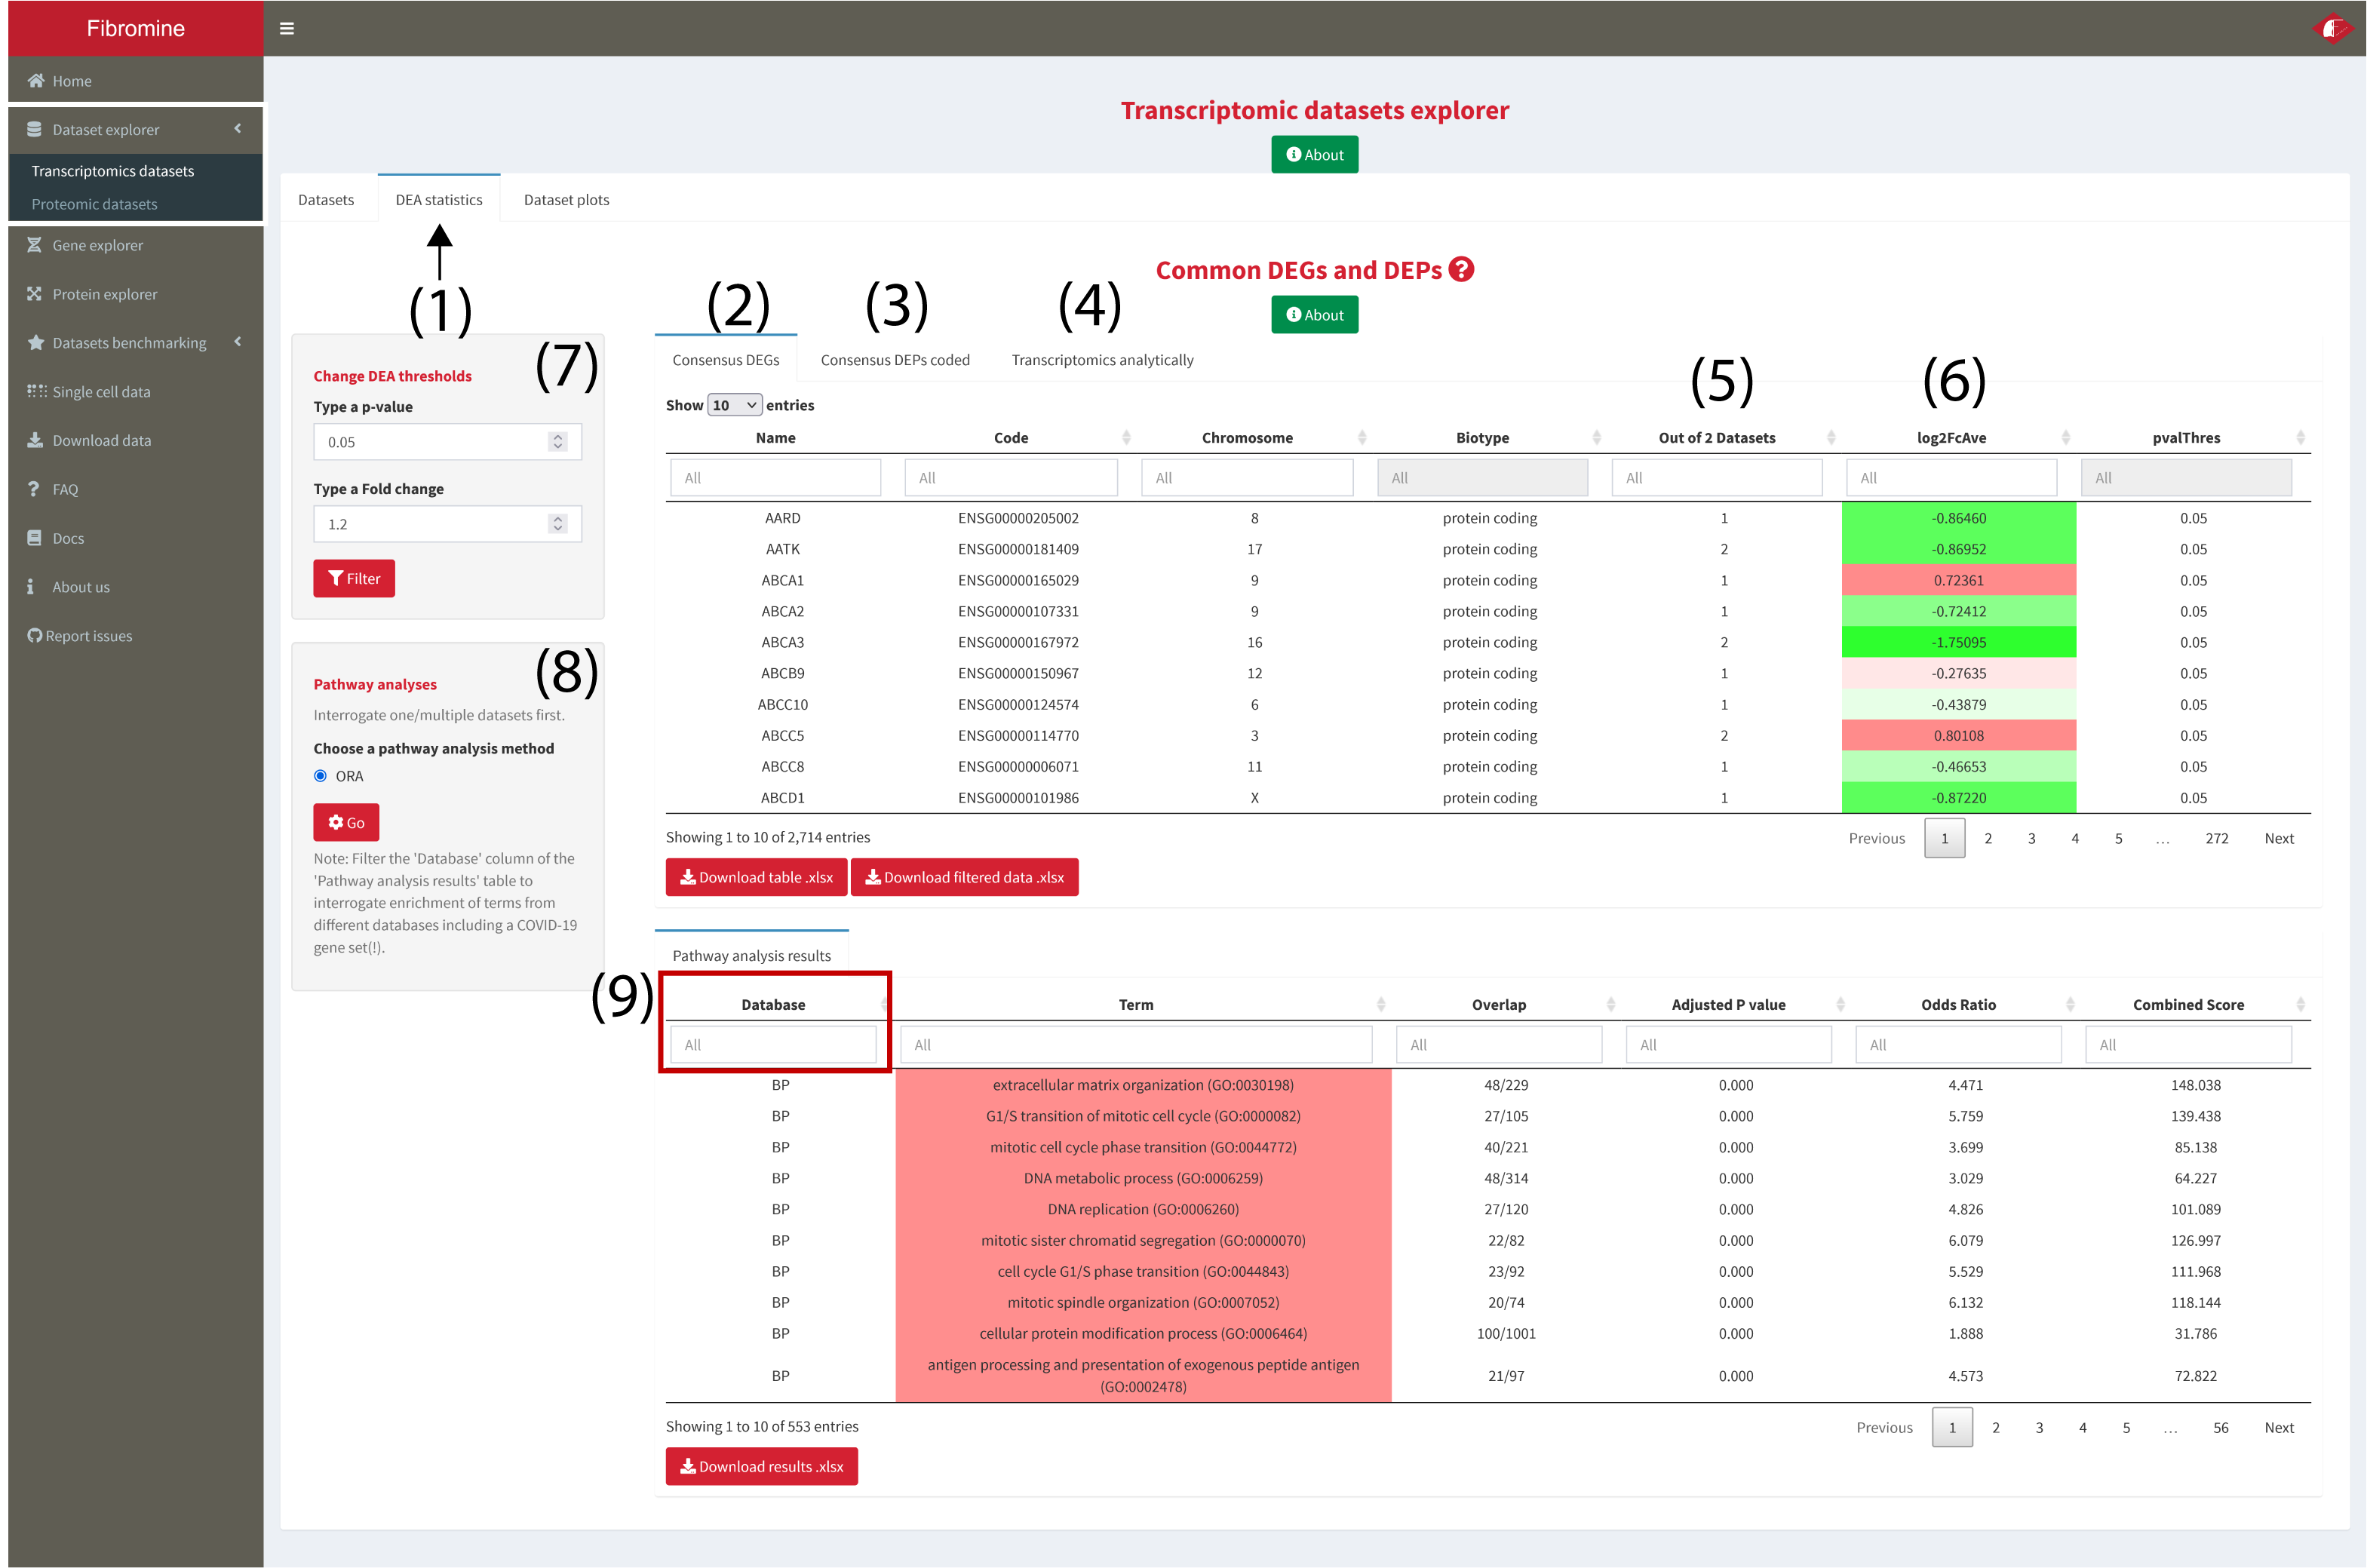 Fibromine
Home
Dataset explorer
Transcriptomics datasets
Proteomic datasets
Gene explorer
Protein explorer
Datasets benchmarking
Single cell data
Download data
FAQ
Docs
About us
Report issues
Transcriptomic datasets explorer
About
Datasets DEA statistics Dataset plots
(1)
Common DEGs and DEPs ?
About
(7)
Change DEA thresholds
Type a p-value
0.05
Type a Fold change
1.2
Filter
(8)
Pathway analyses
Interrogate one/multiple datasets first.
Choose a pathway analysis method
ORA
Go
Note: Filter the 'Database' column of the
'Pathway analysis results' table to
interrogate enrichment of terms from
different databases including a COVID-19
gene set(!).
(2) (3) (4)
Consensus DEGs Consensus DEPs coded Transcriptomics analytically
(5) (6)
Show 10 entries
Name Code Chromosome Biotype Out of 2 Datasets log2FcAve pvalThres
All All All All All All All
AARD ENSG00000205002 8 protein coding 1 -0.86460 0.05
AATK ENSG00000181409 17 protein coding 2 -0.86952 0.05
ABCA1 ENSG00000165029 9 protein coding 1 0.72361 0.05
ABCA2 ENSG00000107331 9 protein coding 1 -0.72412 0.05
ABCA3 ENSG00000167972 16 protein coding 2 -1.75095 0.05
ABCB9 ENSG00000150967 12 protein coding 1 -0.27635 0.05
ABCC10 ENSG00000124574 6 protein coding 1 -0.43879 0.05
ABCC5 ENSG00000114770 3 protein coding 2 0.80108 0.05
ABCC8 ENSG00000006071 11 protein coding 1 -0.46653 0.05
ABCD1 ENSG00000101986 X protein coding 1 -0.87220 0.05
Showing 1 to 10 of 2,714 entries Previous 1 2 3 4 5 … 272 Next
Download table .xlsx Download filtered data .xlsx
Pathway analysis results
(9)
Database Term Overlap Adjusted P value Odds Ratio Combined Score
All All All All All All
BP extracellular matrix organization (GO:0030198) 48/229 0.000 4.471 148.038
BP G1/S transition of mitotic cell cycle (GO:0000082) 27/105 0.000 5.759 139.438
BP mitotic cell cycle phase transition (GO:0044772) 40/221 0.000 3.699 85.138
BP DNA metabolic process (GO:0006259) 48/314 0.000 3.029 64.227
BP DNA replication (GO:0006260) 27/120 0.000 4.826 101.089
BP mitotic sister chromatid segregation (GO:0000070) 22/82 0.000 6.079 126.997
BP cell cycle G1/S phase transition (GO:0044843) 23/92 0.000 5.529 111.968
BP mitotic spindle organization (GO:0007052) 20/74 0.000 6.132 118.144
BP cellular protein modification process (GO:0006464) 100/1001 0.000 1.888 31.786
BP antigen processing and presentation of exogenous peptide antigen
(GO:0002478) 21/97 0.000 4.573 72.822
Showing 1 to 10 of 553 entries Previous 1 2 3 4 5 … 56 Next
Download results .xlsx